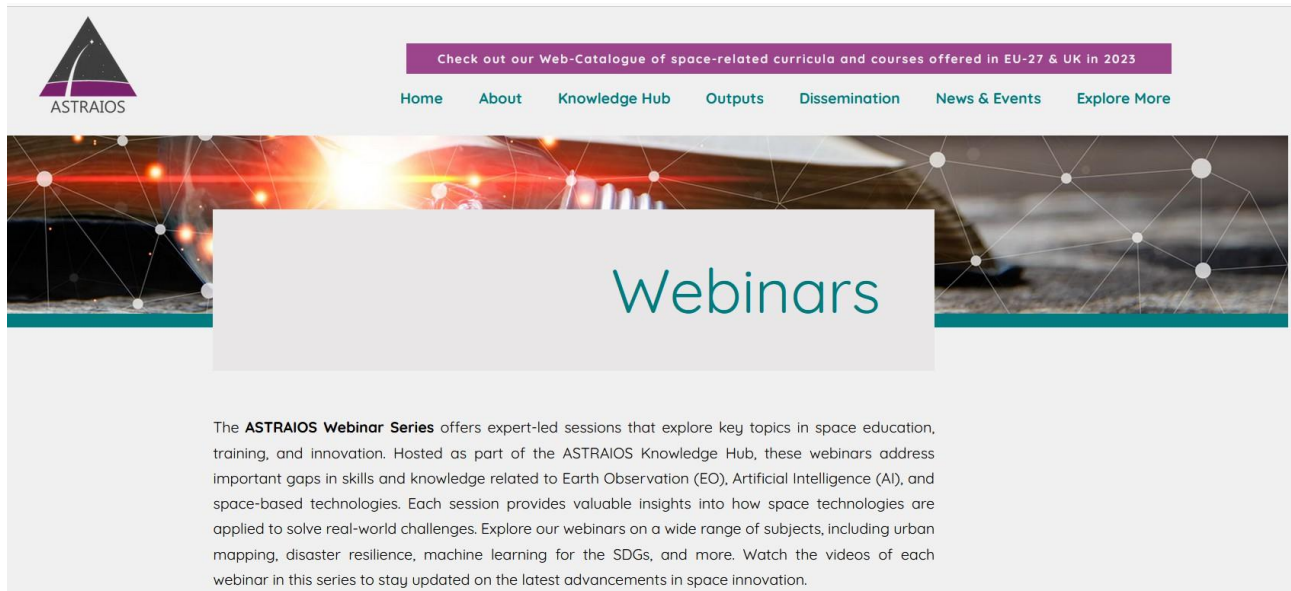 ASTRAIOS
Check out our Web-Catalogue of space-related curricula and courses offered in EU-27 & UK in 2023
Home About Knowledge Hub Outputs Dissemination News & Events Explore More
Webinars
The ASTRAIOS Webinar Series offers expert-led sessions that explore key topics in space education,
training, and innovation. Hosted as part of the ASTRAIOS Knowledge Hub, these webinars address
important gaps in skills and knowledge related to Earth Observation (EO), Artificial Intelligence (AI), and
space-based technologies. Each session provides valuable insights into how space technologies are
applied to solve real-world challenges. Explore our webinars on a wide range of subjects, including urban
mapping, disaster resilience, machine learning for the SDGs, and more. Watch the videos of each
webinar in this series to stay updated on the latest advancements in space innovation.